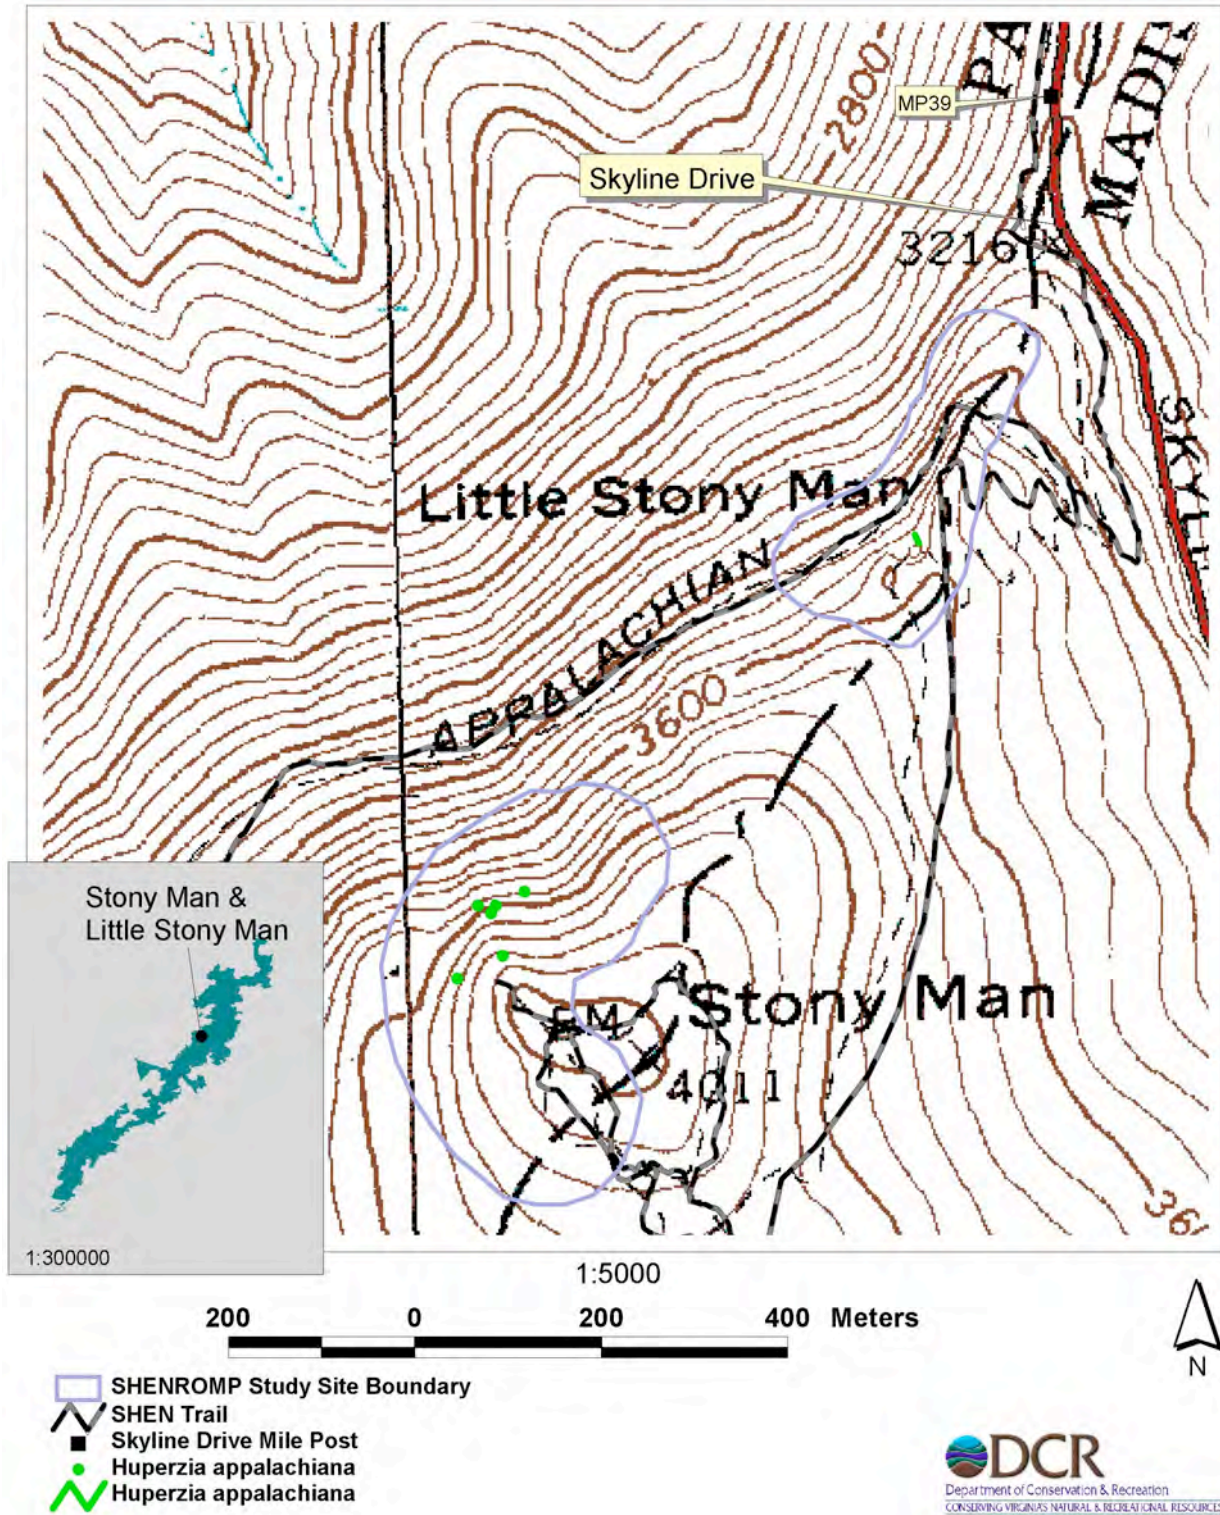 PA
MADI
2800
MP39
Skyline Drive
3216
SKYLI
Little Stony Man
APPALACHIAN
3600
Stony Man &
Little Stony Man
Stony Man
4011
36
1:300000
1:5000
200 0 200 400 Meters
N
SHENROMP Study Site Boundary
SHEN Trail
Skyline Drive Mile Post
Huperzia appalachiana
Huperzia appalachiana
DCR
Department of Conservation & Recreation
CONSERVING VIRGINIA'S NATURAL & RECREATIONAL RESOURCES